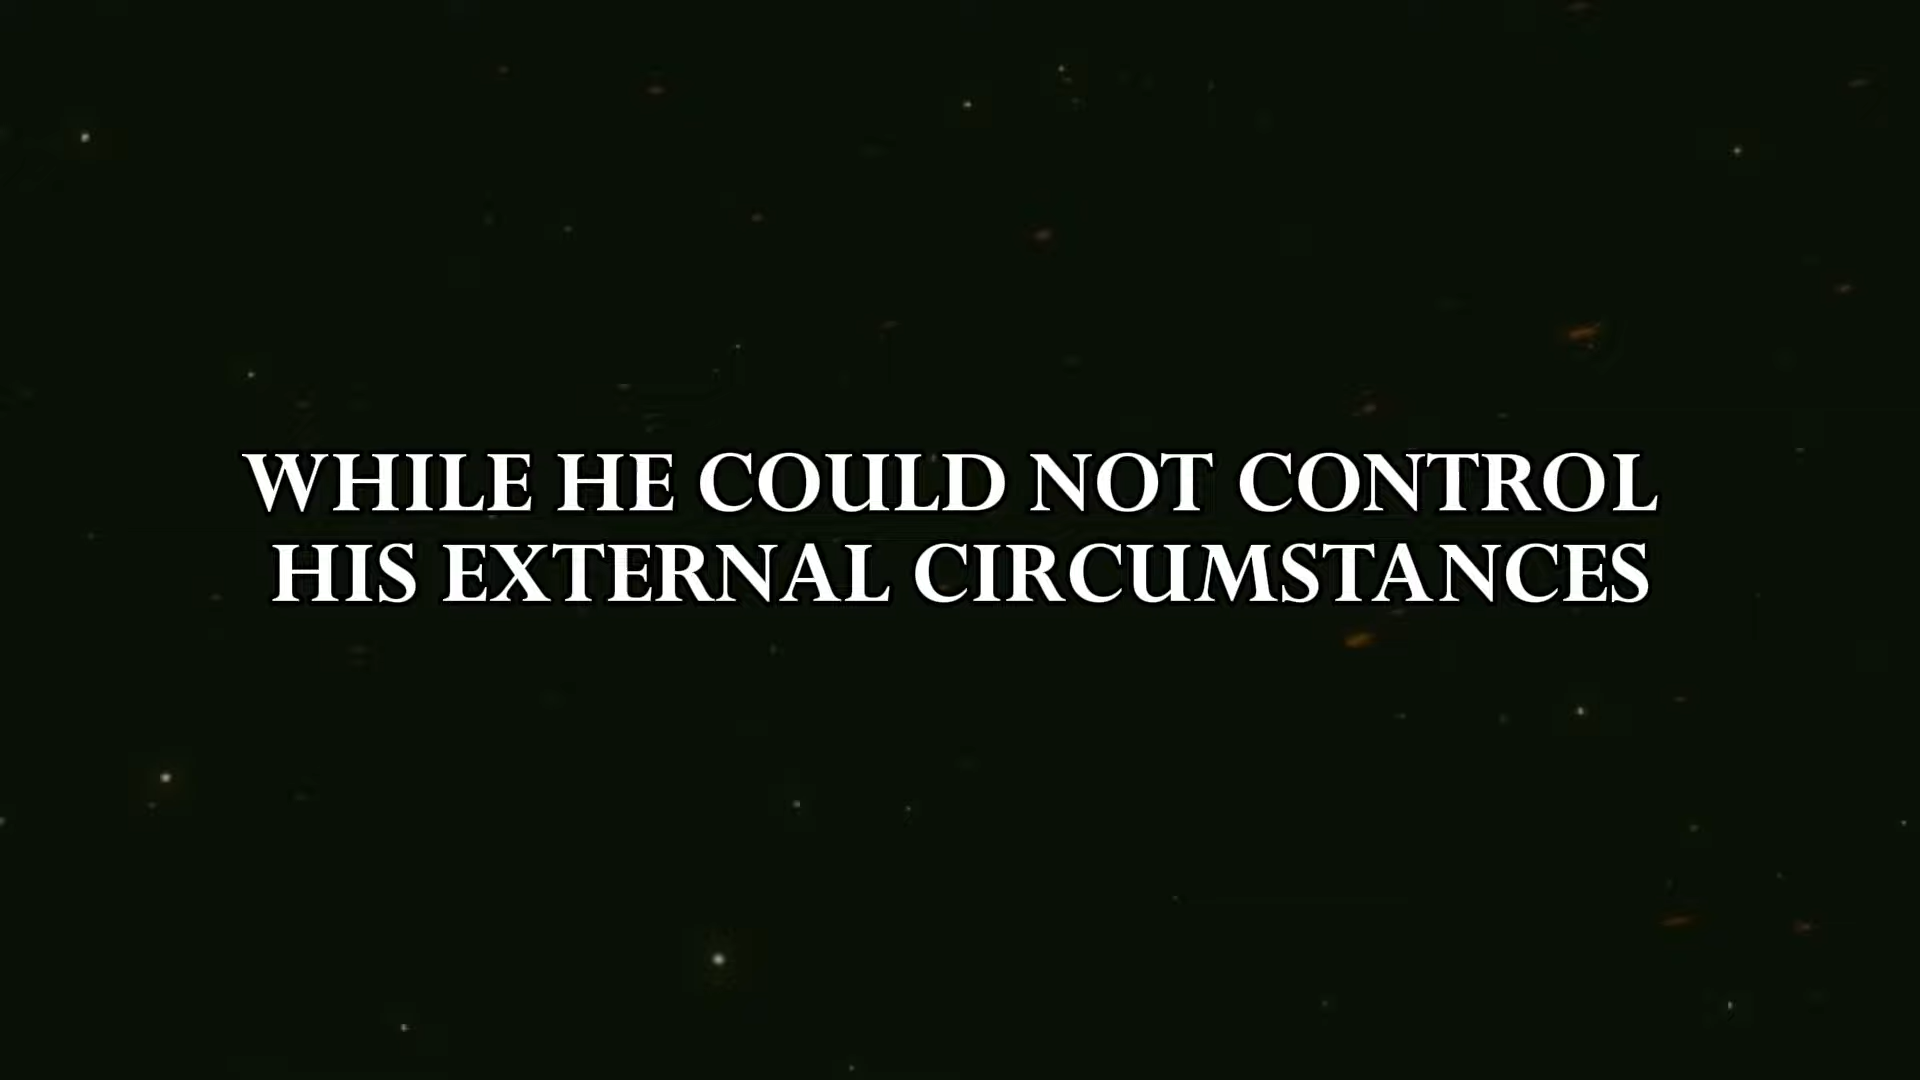 WHILE HE COULD NOT CONTROL
HIS EXTERNAL CIRCUMSTANCES